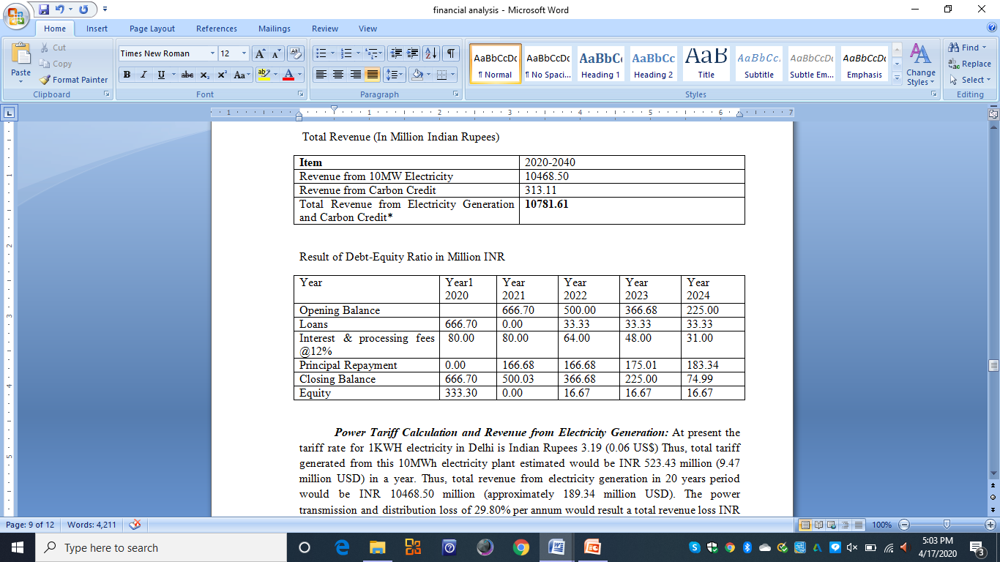 financial analysis - Microsoft Word
Home Insert Page Layout References Mailings Review View
Cut
Copy
Format Painter
Paste
Clipboard
Times New Roman 12
B I U abc x₂ x² Aa
Font
Paragraph
AaBbCcDc AaBbCcDc AaBbC AaBbCc AaB AaBbCc. AaBbCcDc AaBbCcDc
¶ Normal ¶ No Spaci... Heading 1 Heading 2 Title Subtitle Subtle Em... Emphasis
Change Styles
Styles
Find
Replace
Select
Editing
1 1 2 3 4 5 6 7
Total Revenue (In Million Indian Rupees)
Item 2020-2040
Revenue from 10MW Electricity 10468.50
Revenue from Carbon Credit 313.11
Total Revenue from Electricity Generation 10781.61
and Carbon Credit*
Result of Debt-Equity Ratio in Million INR
Year Year1 Year Year Year Year
2020 2021 2022 2023 2024
Opening Balance 666.70 500.00 366.68 225.00
Loans 666.70 0.00 33.33 33.33 33.33
Interest & processing fees 80.00 80.00 64.00 48.00 31.00
@12%
Principal Repayment 0.00 166.68 166.68 175.01 183.34
Closing Balance 666.70 500.03 366.68 225.00 74.99
Equity 333.30 0.00 16.67 16.67 16.67
Power Tariff Calculation and Revenue from Electricity Generation: At present the
tariff rate for 1KWH electricity in Delhi is Indian Rupees 3.19 (0.06 US$) Thus, total tariff
generated from this 10MWh electricity plant estimated would be INR 523.43 million (9.47
million USD) in a year. Thus, total revenue from electricity generation in 20 years period
would be INR 10468.50 million (approximately 189.34 million USD). The power
transmission and distribution loss of 29.80% per annum would result a total revenue loss INR
Page: 9 of 12 Words: 4,211 100%
Type here to search
5:03 PM
4/17/2020
3